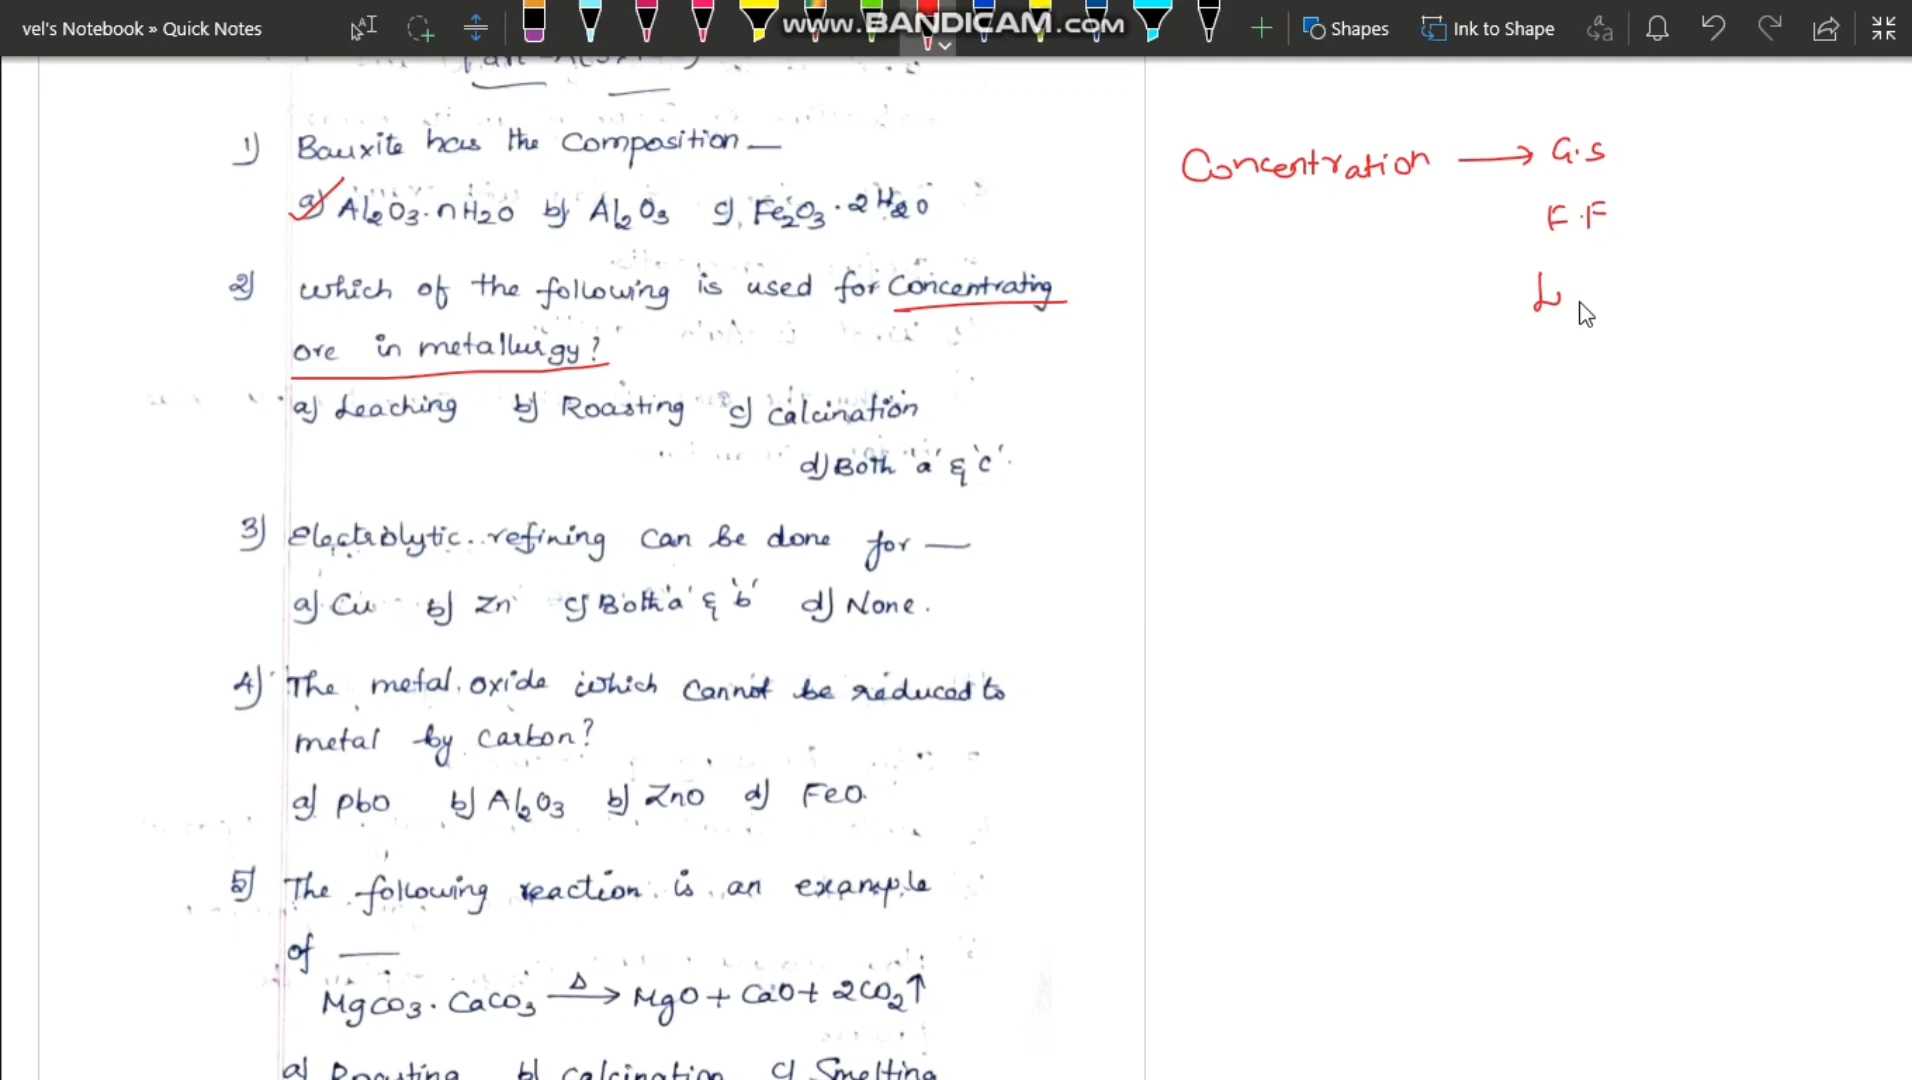 vel's Notebook » Quick Notes
www.BANDICAM.com
Shapes
Ink to Shape
1) Bauxite has the Composition —
a) Al2O3.nH2O b) Al2O3 c) Fe2O3.2H2O
2) which of the following is used for Concentrating
ore in metallurgy?
a) Leaching b) Roasting c) calcination
d) Both 'a' & 'c'.
3) Electrolytic refining can be done for —
a) Cu b) Zn c) Both 'a' & 'b' d) None.
4) The metal oxide which cannot be reduced to
metal by carbon?
a) PbO b) Al2O3 b) ZnO d) FeO.
5) The following reaction is an example
of —
MgCO3.CaCO3 —Δ→ MgO + CaO + 2CO2↑
a) Roasting b) calcination c) Smelting
Concentration → G.S
F.F
L